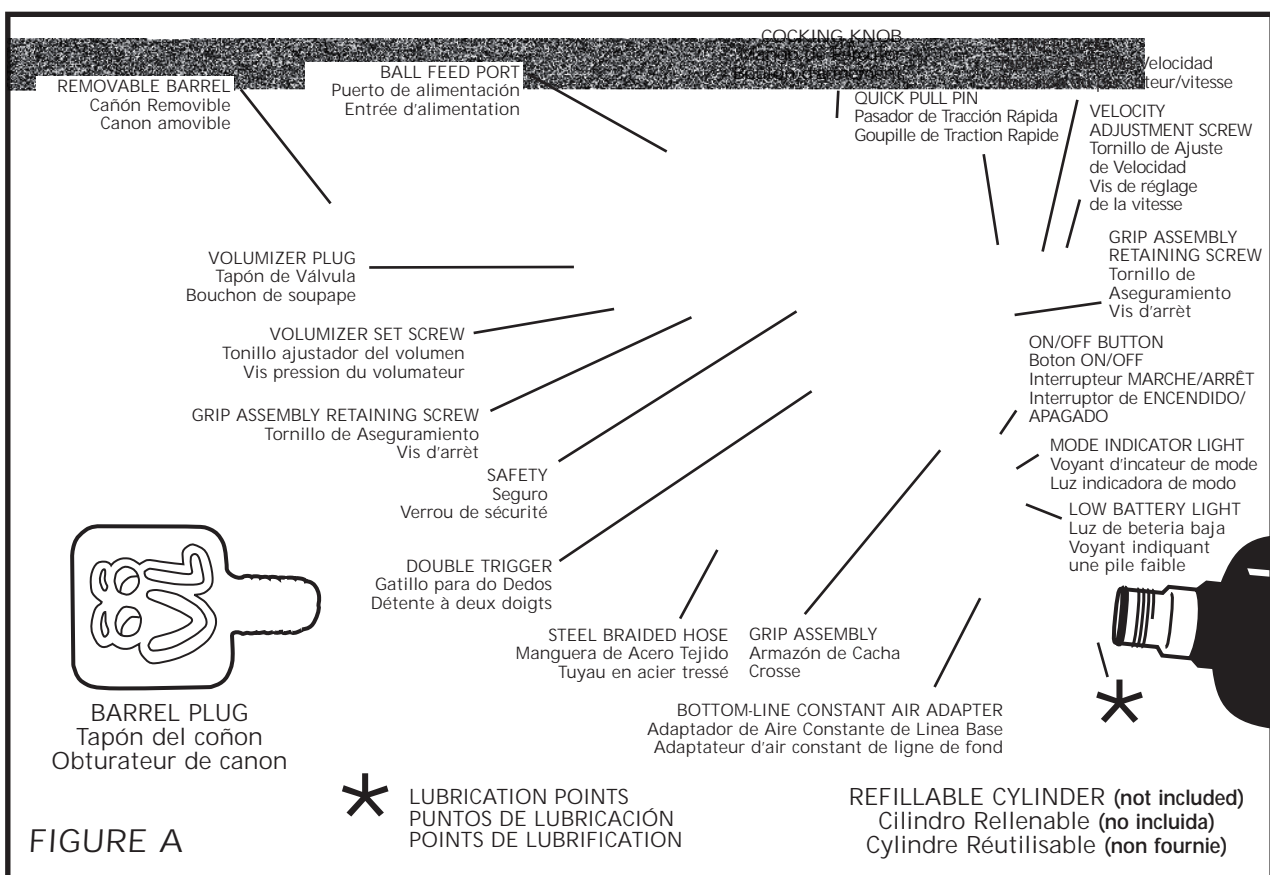 COCKING KNOB
REMOVABLE BARREL
Cañón Removible
Canon amovible
BALL FEED PORT
Puerto de alimentación
Entrée d'alimentation
QUICK PULL PIN
Pasador de Tracción Rápida
Goupille de Traction Rapide
Velocidad
VELOCITY
ADJUSTMENT SCREW
Tornillo de Ajuste
de Velocidad
Vis de réglage
de la vitesse
VOLUMIZER PLUG
Tapón de Válvula
Bouchon de soupape
GRIP ASSEMBLY
RETAINING SCREW
Tornillo de
Aseguramiento
Vis d'arrèt
VOLUMIZER SET SCREW
Tonillo ajustador del volumen
Vis pression du volumateur
ON/OFF BUTTON
Boton ON/OFF
Interrupteur MARCHE/ARRÊT
Interruptor de ENCENDIDO/
APAGADO
GRIP ASSEMBLY RETAINING SCREW
Tornillo de Aseguramiento
Vis d'arrèt
MODE INDICATOR LIGHT
Voyant d'incateur de mode
Luz indicadora de modo
SAFETY
Seguro
Verrou de sécurité
LOW BATTERY LIGHT
Luz de beteria baja
Voyant indiquant
une pile faible
DOUBLE TRIGGER
Gatillo para do Dedos
Détente à deux doigts
STEEL BRAIDED HOSE
Manguera de Acero Tejido
Tuyau en acier tressé
GRIP ASSEMBLY
Armazón de Cacha
Crosse
BOTTOM-LINE CONSTANT AIR ADAPTER
Adaptador de Aire Constante de Linea Base
Adaptateur d'air constant de ligne de fond
BARREL PLUG
Tapón del coñon
Obturateur de canon
LUBRICATION POINTS
PUNTOS DE LUBRICACIÓN
POINTS DE LUBRIFICATION
REFILLABLE CYLINDER (not included)
Cilindro Rellenable (no incluida)
Cylindre Réutilisable (non fournie)
FIGURE A